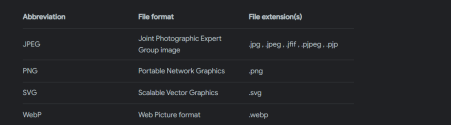 Abbreviation File format File extension(s)
JPEG Joint Photographic Expert Group image .jpg , .jpeg , .jfif , .pjpeg , .pjp
PNG Portable Network Graphics .png
SVG Scalable Vector Graphics .svg
WebP Web Picture format .webp